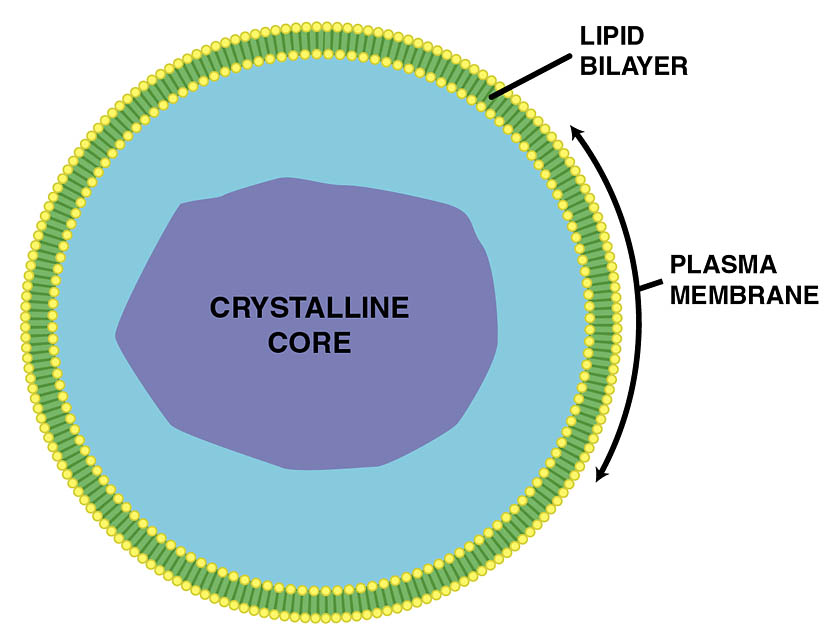 LIPID
BILAYER
PLASMA
MEMBRANE
CRYSTALLINE
CORE